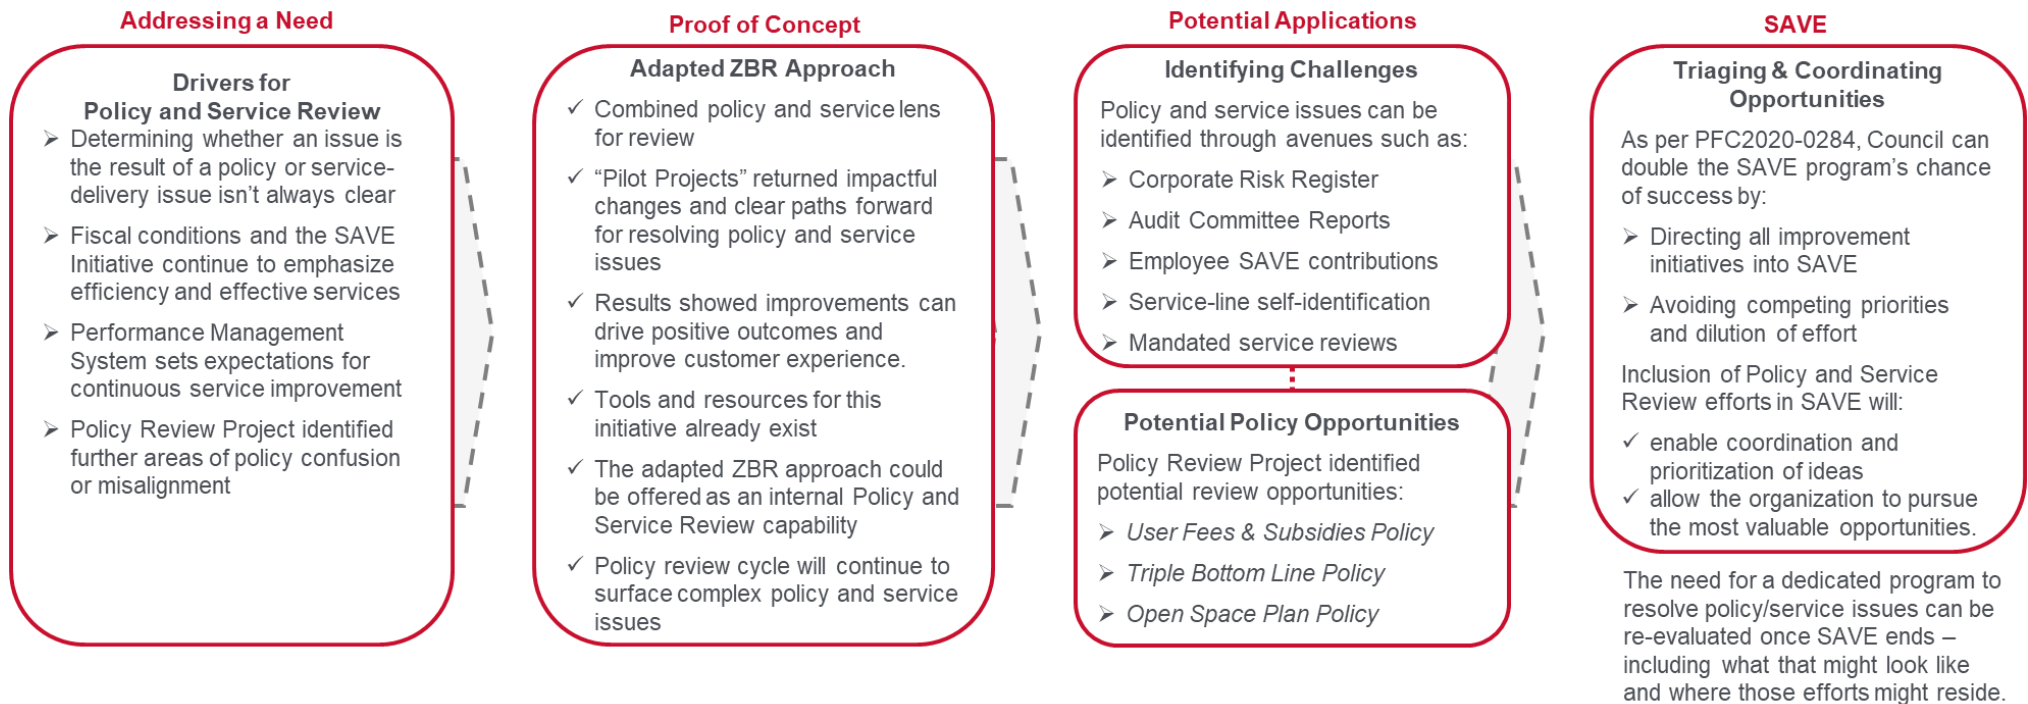 Addressing a Need
Drivers for
Policy and Service Review
➢ Determining whether an issue is
the result of a policy or service-
delivery issue isn't always clear
➢ Fiscal conditions and the SAVE
Initiative continue to emphasize
efficiency and effective services
➢ Performance Management
System sets expectations for
continuous service improvement
➢ Policy Review Project identified
further areas of policy confusion
or misalignment
Proof of Concept
Adapted ZBR Approach
✓ Combined policy and service lens
for review
✓ “Pilot Projects” returned impactful
changes and clear paths forward
for resolving policy and service
issues
✓ Results showed improvements can
drive positive outcomes and
improve customer experience.
✓ Tools and resources for this
initiative already exist
✓ The adapted ZBR approach could
be offered as an internal Policy and
Service Review capability
✓ Policy review cycle will continue to
surface complex policy and service
issues
Potential Applications
Identifying Challenges
Policy and service issues can be
identified through avenues such as:
➢ Corporate Risk Register
➢ Audit Committee Reports
➢ Employee SAVE contributions
➢ Service-line self-identification
➢ Mandated service reviews
Potential Policy Opportunities
Policy Review Project identified
potential review opportunities:
➢ User Fees & Subsidies Policy
➢ Triple Bottom Line Policy
➢ Open Space Plan Policy
SAVE
Triaging & Coordinating
Opportunities
As per PFC2020-0284, Council can
double the SAVE program's chance
of success by:
➢ Directing all improvement
initiatives into SAVE
➢ Avoiding competing priorities
and dilution of effort
Inclusion of Policy and Service
Review efforts in SAVE will:
✓ enable coordination and
prioritization of ideas
✓ allow the organization to pursue
the most valuable opportunities.
The need for a dedicated program to
resolve policy/service issues can be
re-evaluated once SAVE ends –
including what that might look like
and where those efforts might reside.